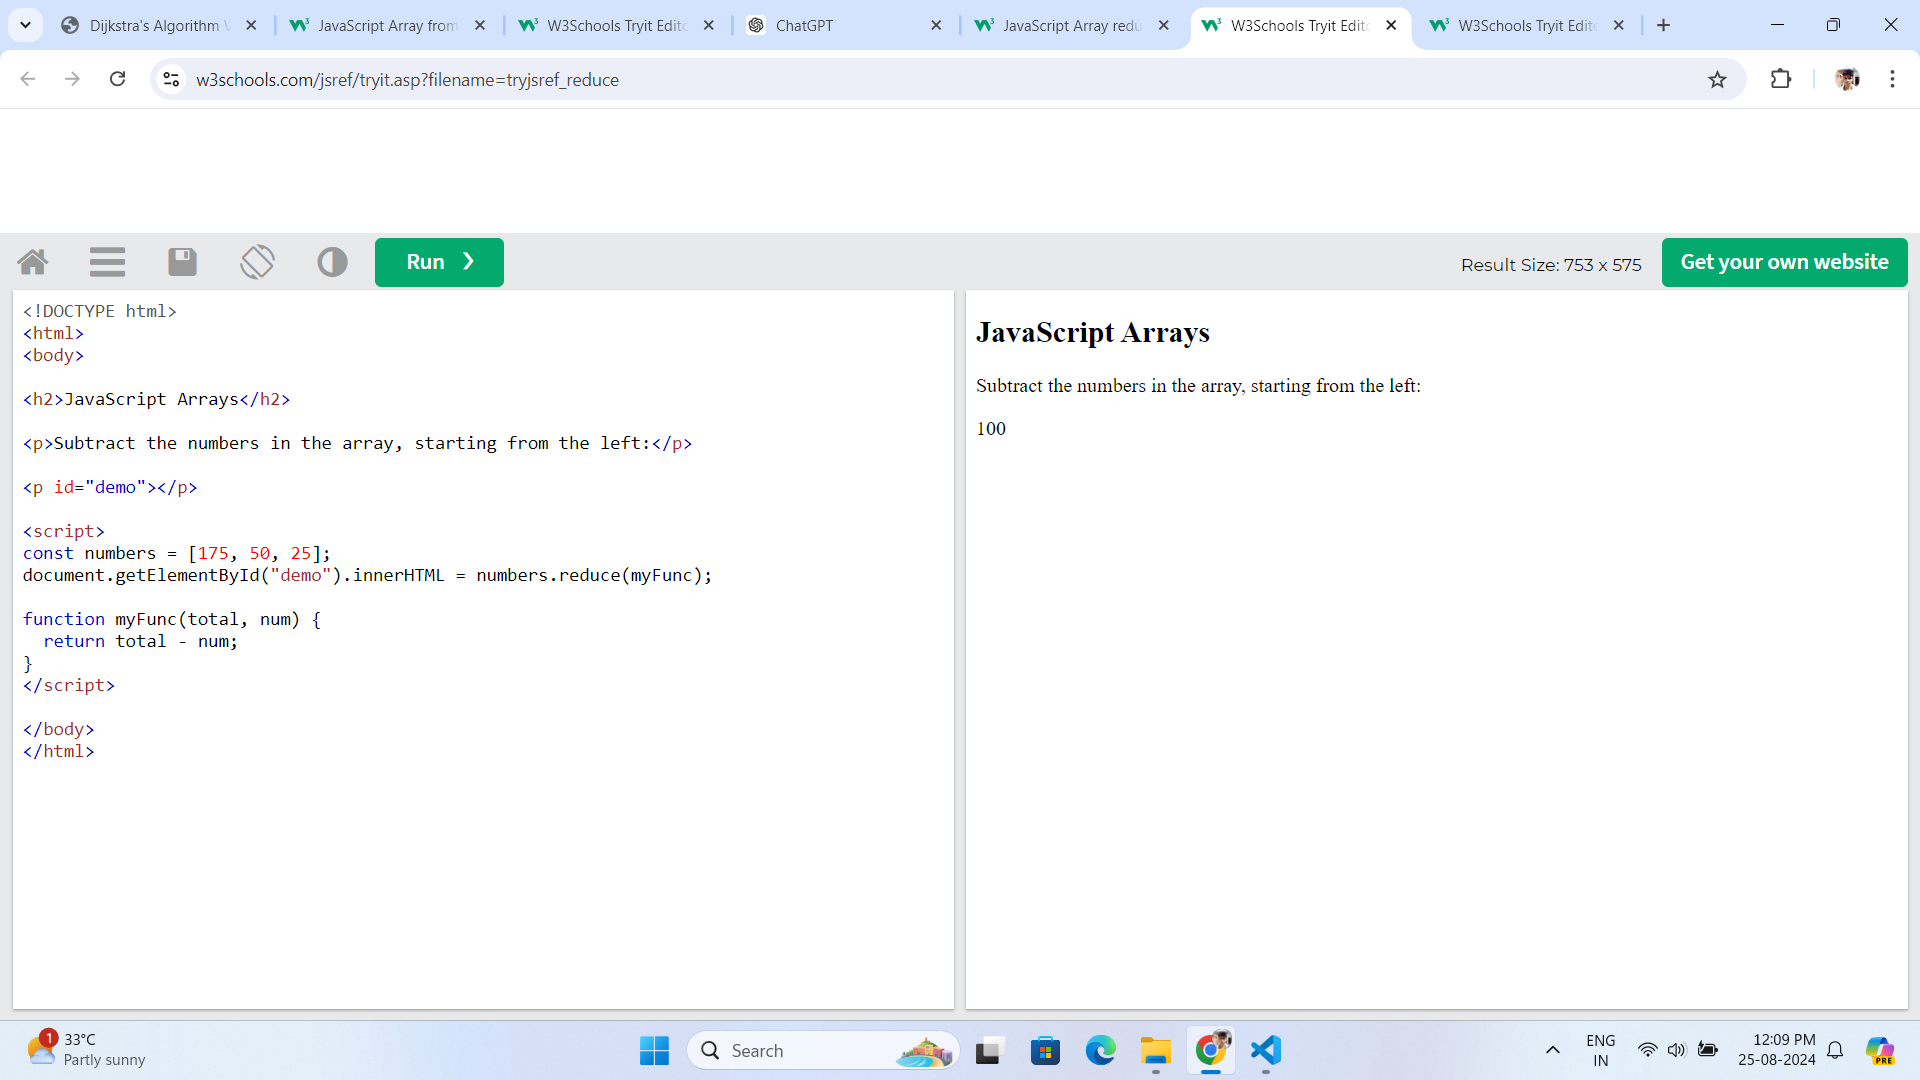 Dijkstra's Algorithm
JavaScript Array from
W3Schools Tryit Edito
ChatGPT
JavaScript Array redu
W3Schools Tryit Edito
W3Schools Tryit Edito
w3schools.com/jsref/tryit.asp?filename=tryjsref_reduce
Run ❯
Result Size: 753 x 575
Get your own website
<!DOCTYPE html>
<html>
<body>
<h2>JavaScript Arrays</h2>
<p>Subtract the numbers in the array, starting from the left:</p>
<p id="demo"></p>
<script>
const numbers = [175, 50, 25];
document.getElementById("demo").innerHTML = numbers.reduce(myFunc);
function myFunc(total, num) {
  return total - num;
}
</script>
</body>
</html>
JavaScript Arrays
Subtract the numbers in the array, starting from the left:
100
1
33°C
Partly sunny
Search
ENG
IN
12:09 PM
25-08-2024
PRE